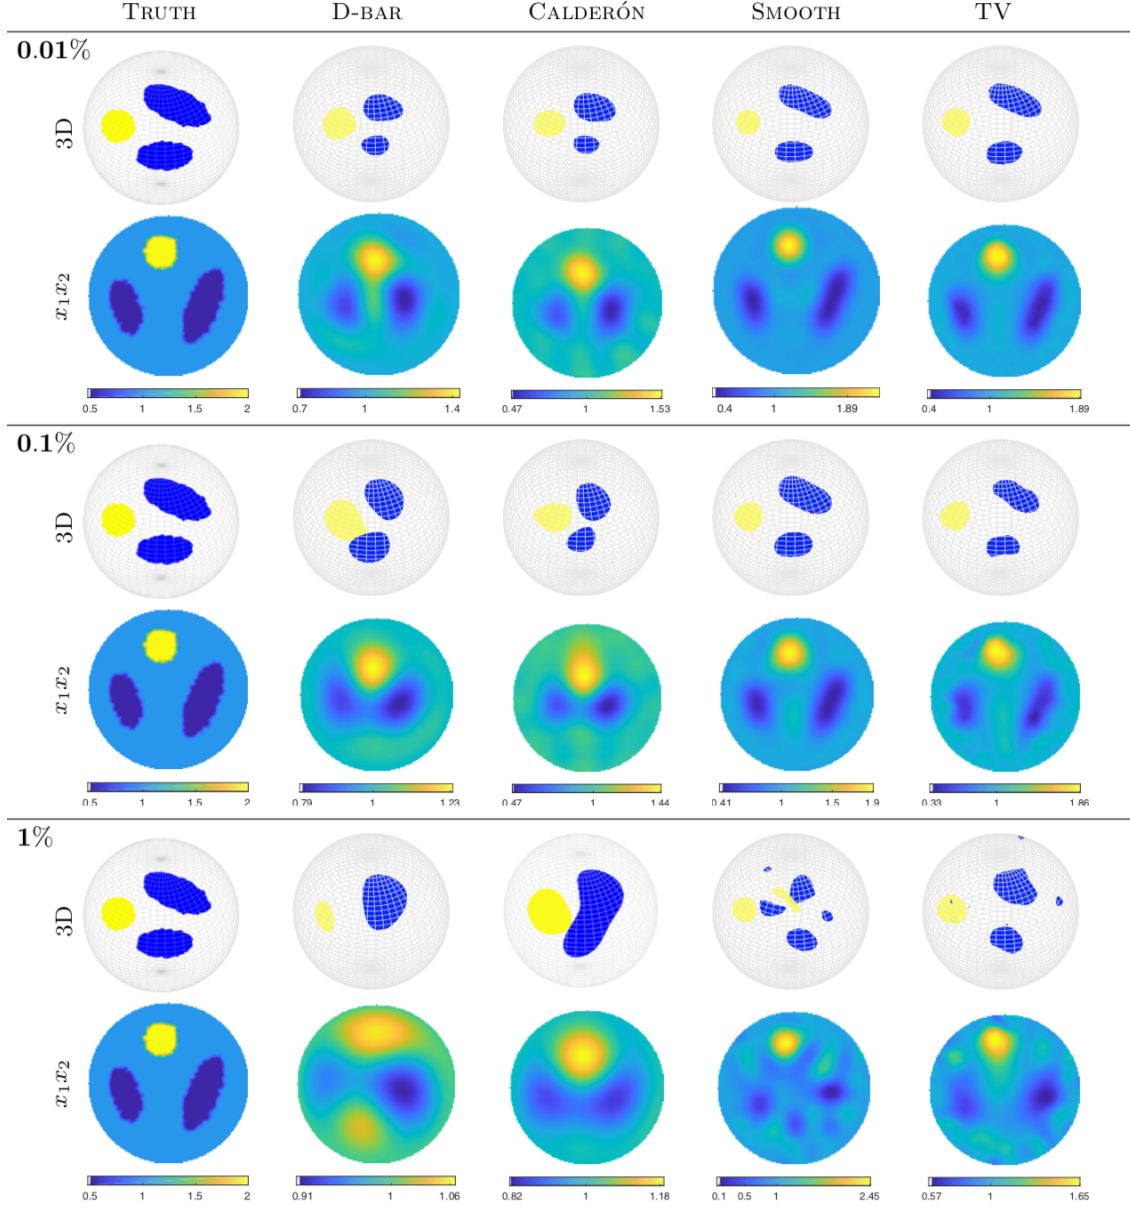 TRUTH D-BAR CALDERÓN SMOOTH TV
0.01%
3D
x₁x₂
0.5 1 1.5 2 0.7 1 1.4 0.47 1 1.53 0.4 1 1.89 0.4 1 1.89
0.1%
3D
x₁x₂
0.5 1 1.5 2 0.79 1 1.23 0.47 1 1.44 0.41 1 1.5 1.9 0.33 1 1.86
1%
3D
x₁x₂
0.5 1 1.5 2 0.91 1 1.06 0.82 1 1.18 0.1 0.5 1 2.45 0.57 1 1.65